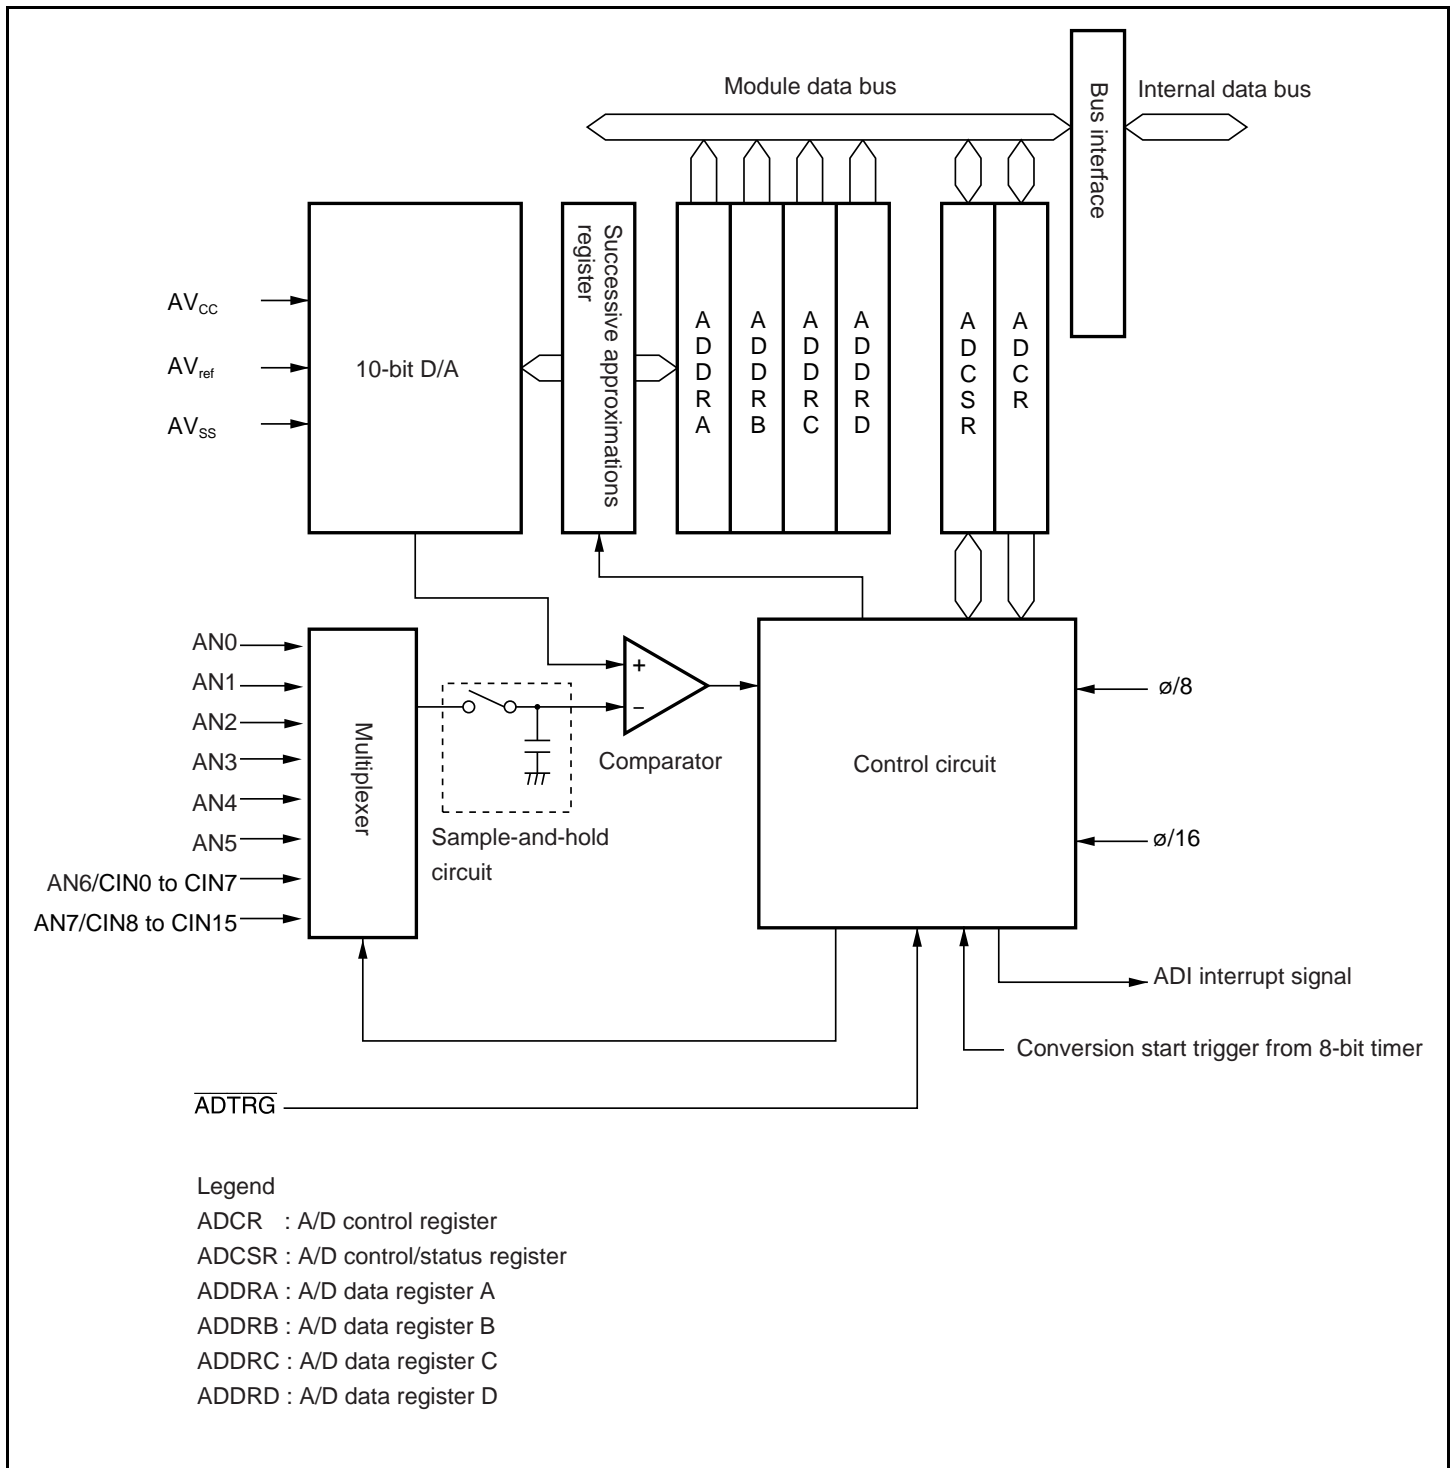 Module data bus
Internal data bus
Bus interface
Successive approximations
register
AV_CC
AV_ref
AV_SS
10-bit D/A
ADDRA
ADDRB
ADDRC
ADDRD
ADCSR
ADCR
AN0
AN1
AN2
AN3
AN4
AN5
AN6/CIN0 to CIN7
AN7/CIN8 to CIN15
Multiplexer
+
−
Comparator
Sample-and-hold
circuit
Control circuit
ø/8
ø/16
ADI interrupt signal
Conversion start trigger from 8-bit timer
ADTRG
Legend
ADCR : A/D control register
ADCSR : A/D control/status register
ADDRA : A/D data register A
ADDRB : A/D data register B
ADDRC : A/D data register C
ADDRD : A/D data register D